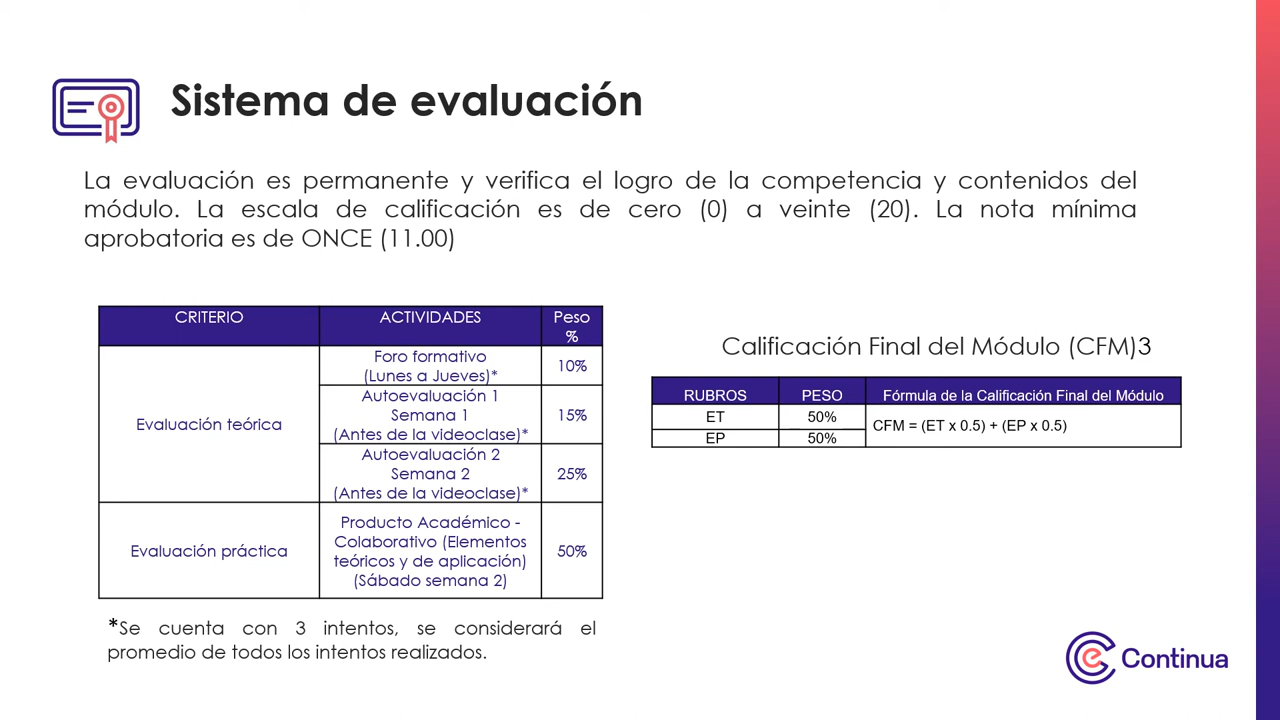 Sistema de evaluación
La evaluación es permanente y verifica el logro de la competencia y contenidos del
módulo. La escala de calificación es de cero (0) a veinte (20). La nota mínima
aprobatoria es de ONCE (11.00)
CRITERIO ACTIVIDADES Peso
%
Evaluación teórica
Foro formativo
(Lunes a Jueves)*
10%
Autoevaluación 1
Semana 1
(Antes de la videoclase)*
15%
Autoevaluación 2
Semana 2
(Antes de la videoclase)*
25%
Evaluación práctica
Producto Académico -
Colaborativo (Elementos
teóricos y de aplicación)
(Sábado semana 2)
50%
*Se cuenta con 3 intentos, se considerará el
promedio de todos los intentos realizados.
Calificación Final del Módulo (CFM)3
RUBROS PESO Fórmula de la Calificación Final del Módulo
ET 50%
EP 50%
CFM = (ET x 0.5) + (EP x 0.5)
Continua